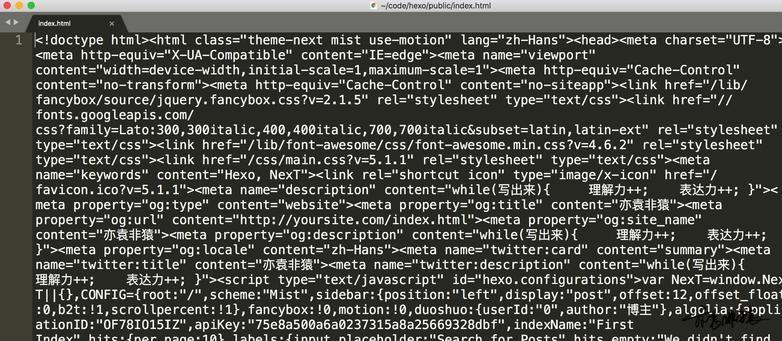 ~/code/hexo/public/index.html
index.html
1 <!doctype html><html class="theme-next mist use-motion" lang="zh-Hans"><head><meta charset="UTF-8">
<meta http-equiv="X-UA-Compatible" content="IE=edge"><meta name="viewport"
content="width=device-width,initial-scale=1,maximum-scale=1"><meta http-equiv="Cache-Control"
content="no-transform"><meta http-equiv="Cache-Control" content="no-siteapp"><link href="/lib/
fancybox/source/jquery.fancybox.css?v=2.1.5" rel="stylesheet" type="text/css"><link href="//
fonts.googleapis.com/
css?family=Lato:300,300italic,400,400italic,700,700italic&subset=latin,latin-ext" rel="stylesheet"
type="text/css"><link href="/lib/font-awesome/css/font-awesome.min.css?v=4.6.2" rel="stylesheet"
type="text/css"><link href="/css/main.css?v=5.1.1" rel="stylesheet" type="text/css"><meta
name="keywords" content="Hexo, NexT"><link rel="shortcut icon" type="image/x-icon" href="/
favicon.ico?v=5.1.1"><meta name="description" content="while(写出来){     理解力++;     表达力++; }"><
meta property="og:type" content="website"><meta property="og:title" content="亦袁非猿"><meta
property="og:url" content="http://yoursite.com/index.html"><meta property="og:site_name"
content="亦袁非猿"><meta property="og:description" content="while(写出来){     理解力++;     表达力++;
}"><meta property="og:locale" content="zh-Hans"><meta name="twitter:card" content="summary"><meta
name="twitter:title" content="亦袁非猿"><meta name="twitter:description" content="while(写出来){
理解力++;     表达力++; }"><script type="text/javascript" id="hexo.configurations">var NexT=window.Nex
T||{},CONFIG={root:"/",scheme:"Mist",sidebar:{position:"left",display:"post",offset:12,offset_float
:0,b2t:!1,scrollpercent:!1},fancybox:!0,motion:!0,duoshuo:{userId:"0",author:"博主"},algolia:{appli
ationID:"OF78IO15IZ",apiKey:"75e8a500a6a0237315a8a25669328dbf",indexName:"First
Index",hits:{per_page:10},labels:{input_placeholder:"Search for Posts",hits_empty:"We didn't find